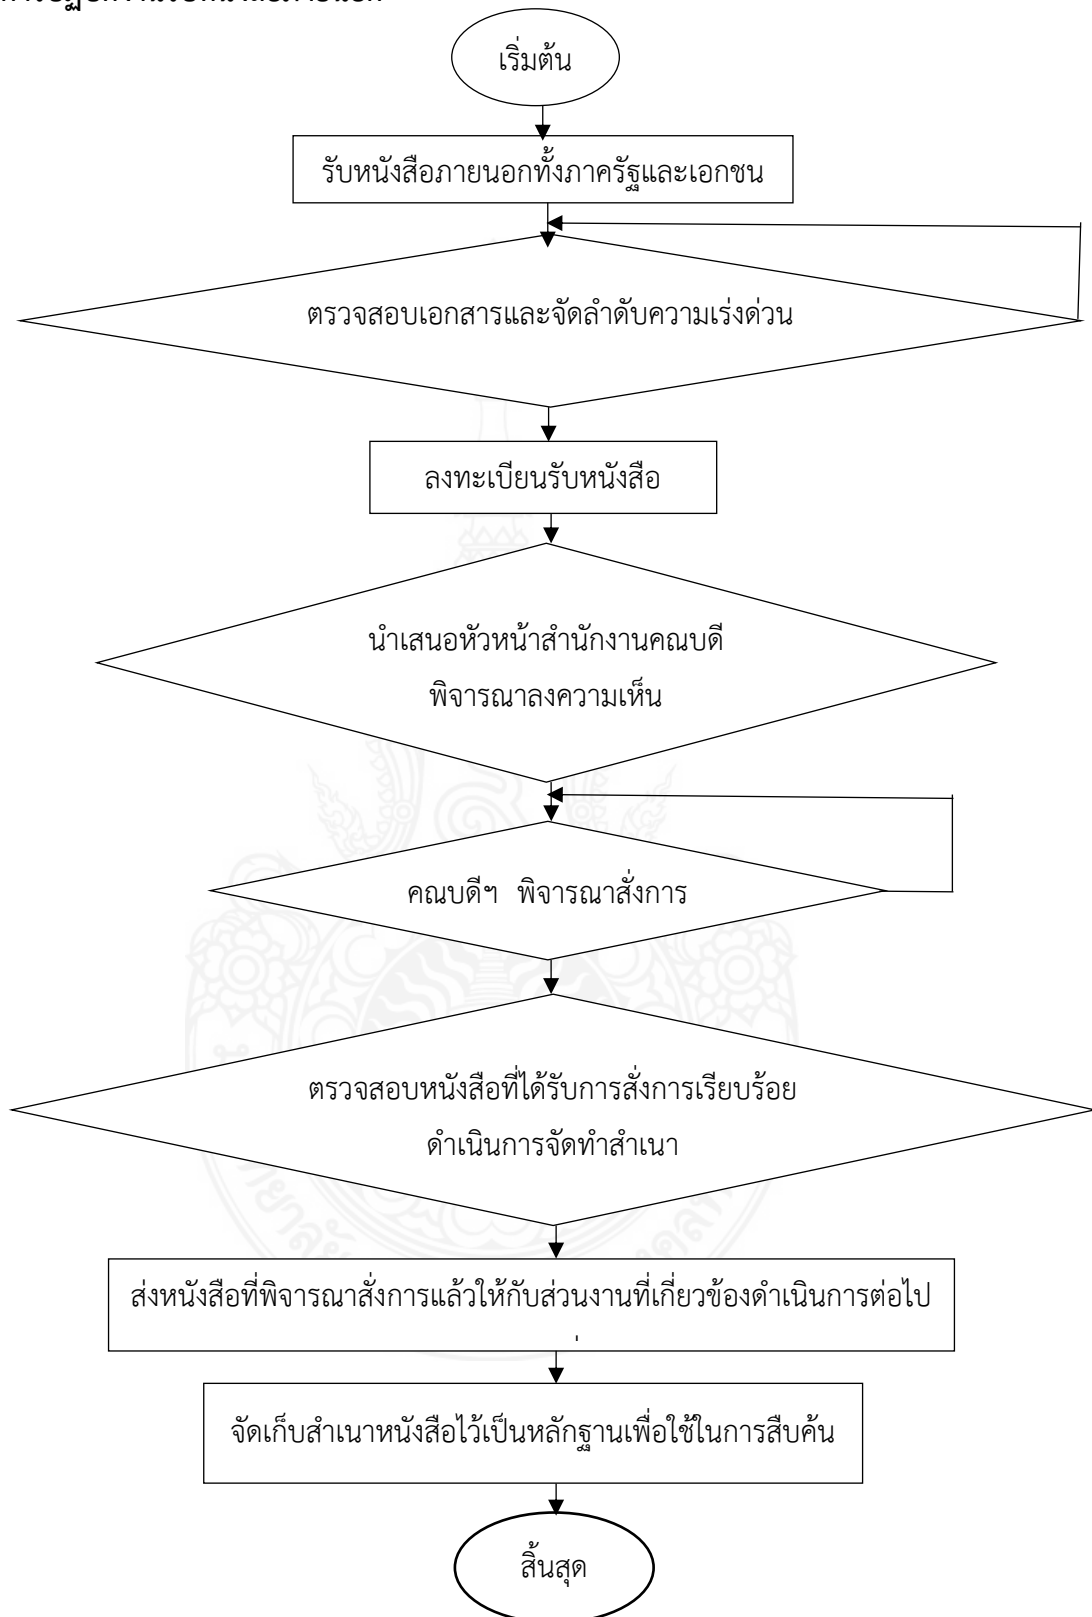 เริ่มต้น
รับหนังสือภายนอกทั้งภาครัฐและเอกชน
ตรวจสอบเอกสารและจัดลำดับความเร่งด่วน
ลงทะเบียนรับหนังสือ
นำเสนอหัวหน้าสำนักงานคณบดี
พิจารณาลงความเห็น
คณบดีฯ พิจารณาสั่งการ
ตรวจสอบหนังสือที่ได้รับการสั่งการเรียบร้อย
ดำเนินการจัดทำสำเนา
ส่งหนังสือที่พิจารณาสั่งการแล้วให้กับส่วนงานที่เกี่ยวข้องดำเนินการต่อไป
จัดเก็บสำเนาหนังสือไว้เป็นหลักฐานเพื่อใช้ในการสืบค้น
สิ้นสุด